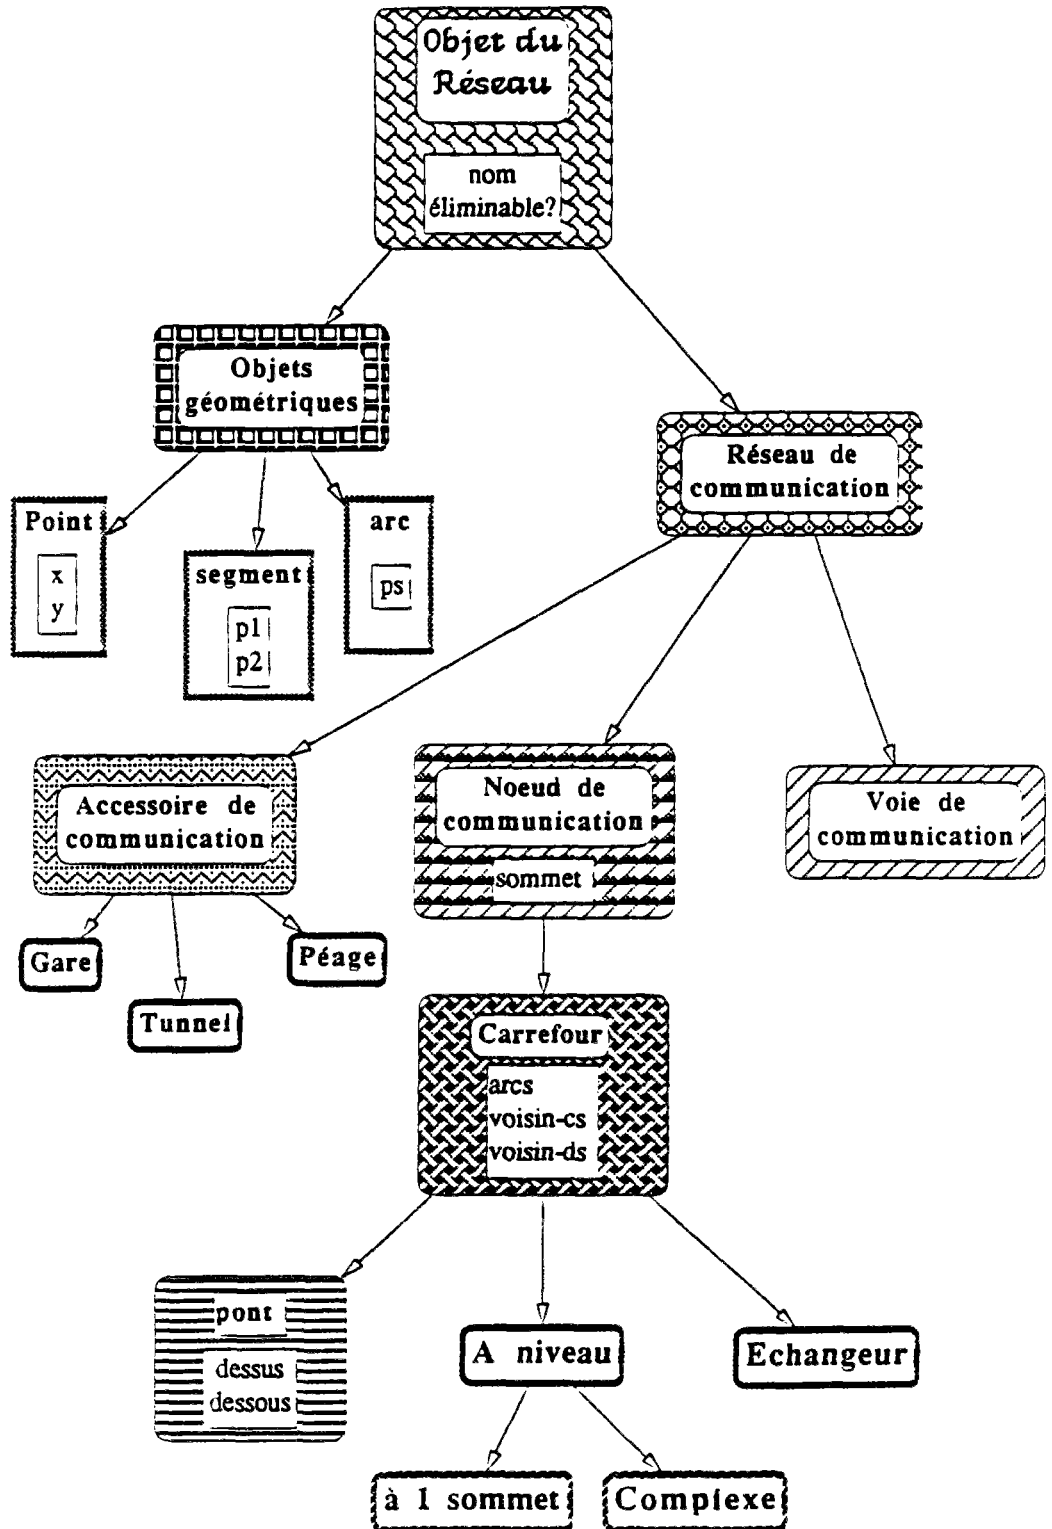 Objet du
Réseau
nom
éliminable?
Objets
géométriques
Réseau de
communication
Point
x
y
segment
p1
p2
arc
ps
Accessoire de
communication
Noeud de
communication
sommet
Voie de
communication
Gare
Tunnel
Péage
Carrefour
arcs
voisin-cs
voisin-ds
pont
dessus
dessous
A niveau
Echangeur
à 1 sommet
Complexe